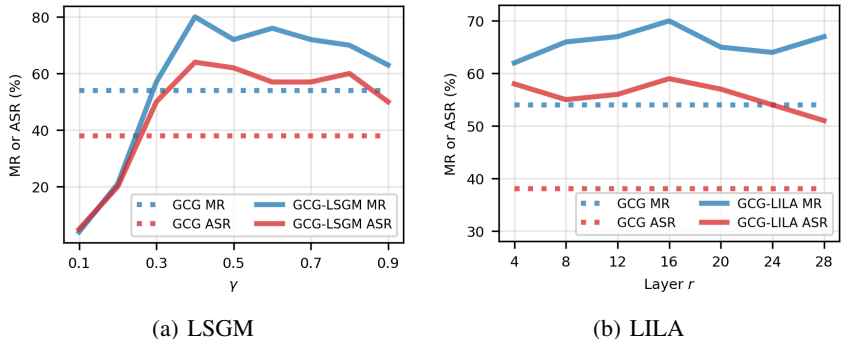 MR or ASR (%)
80
60
40
20
GCG MR
GCG ASR
GCG-LSGM MR
GCG-LSGM ASR
0.1 0.3 0.5 0.7 0.9
γ
(a) LSGM
MR or ASR (%)
70
60
50
40
30
GCG MR
GCG ASR
GCG-LILA MR
GCG-LILA ASR
4 8 12 16 20 24 28
Layer r
(b) LILA